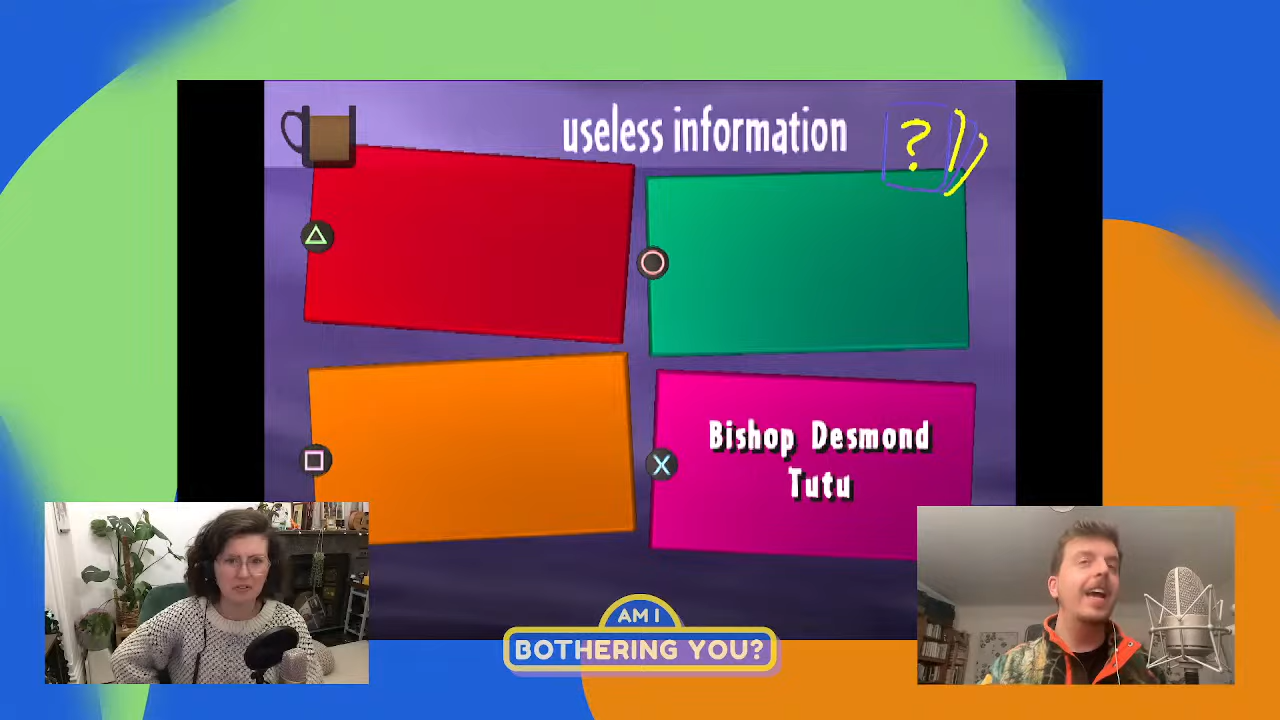 useless information
?
Bishop Desmond
Tutu
AM I
BOTHERING YOU?